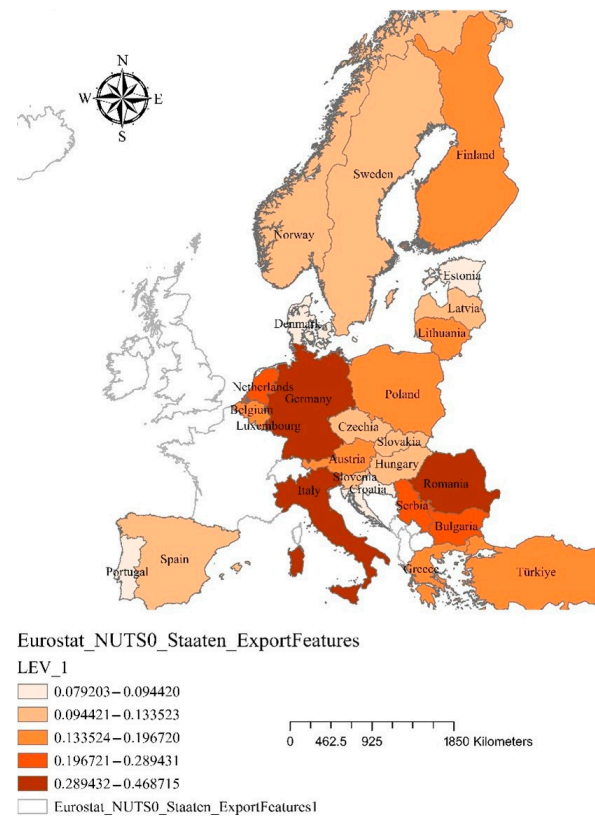 N
W E
S
Finland
Sweden
Norway
Estonia
Latvia
Denmark
Lithuania
Netherlands
Germany
Poland
Belgium
Luxembourg
Czechia
Slovakia
Austria
Hungary
Slovenia
Croatia
Romania
Italy
Serbia
Bulgaria
Spain
Portugal
Greece
Türkiye
Eurostat_NUTS0_Staaten_ExportFeatures
LEV_1
0.079203–0.094420
0.094421–0.133523
0.133524–0.196720
0.196721–0.289431
0.289432–0.468715
Eurostat_NUTS0_Staaten_ExportFeatures1
0 462.5 925 1850 Kilometers